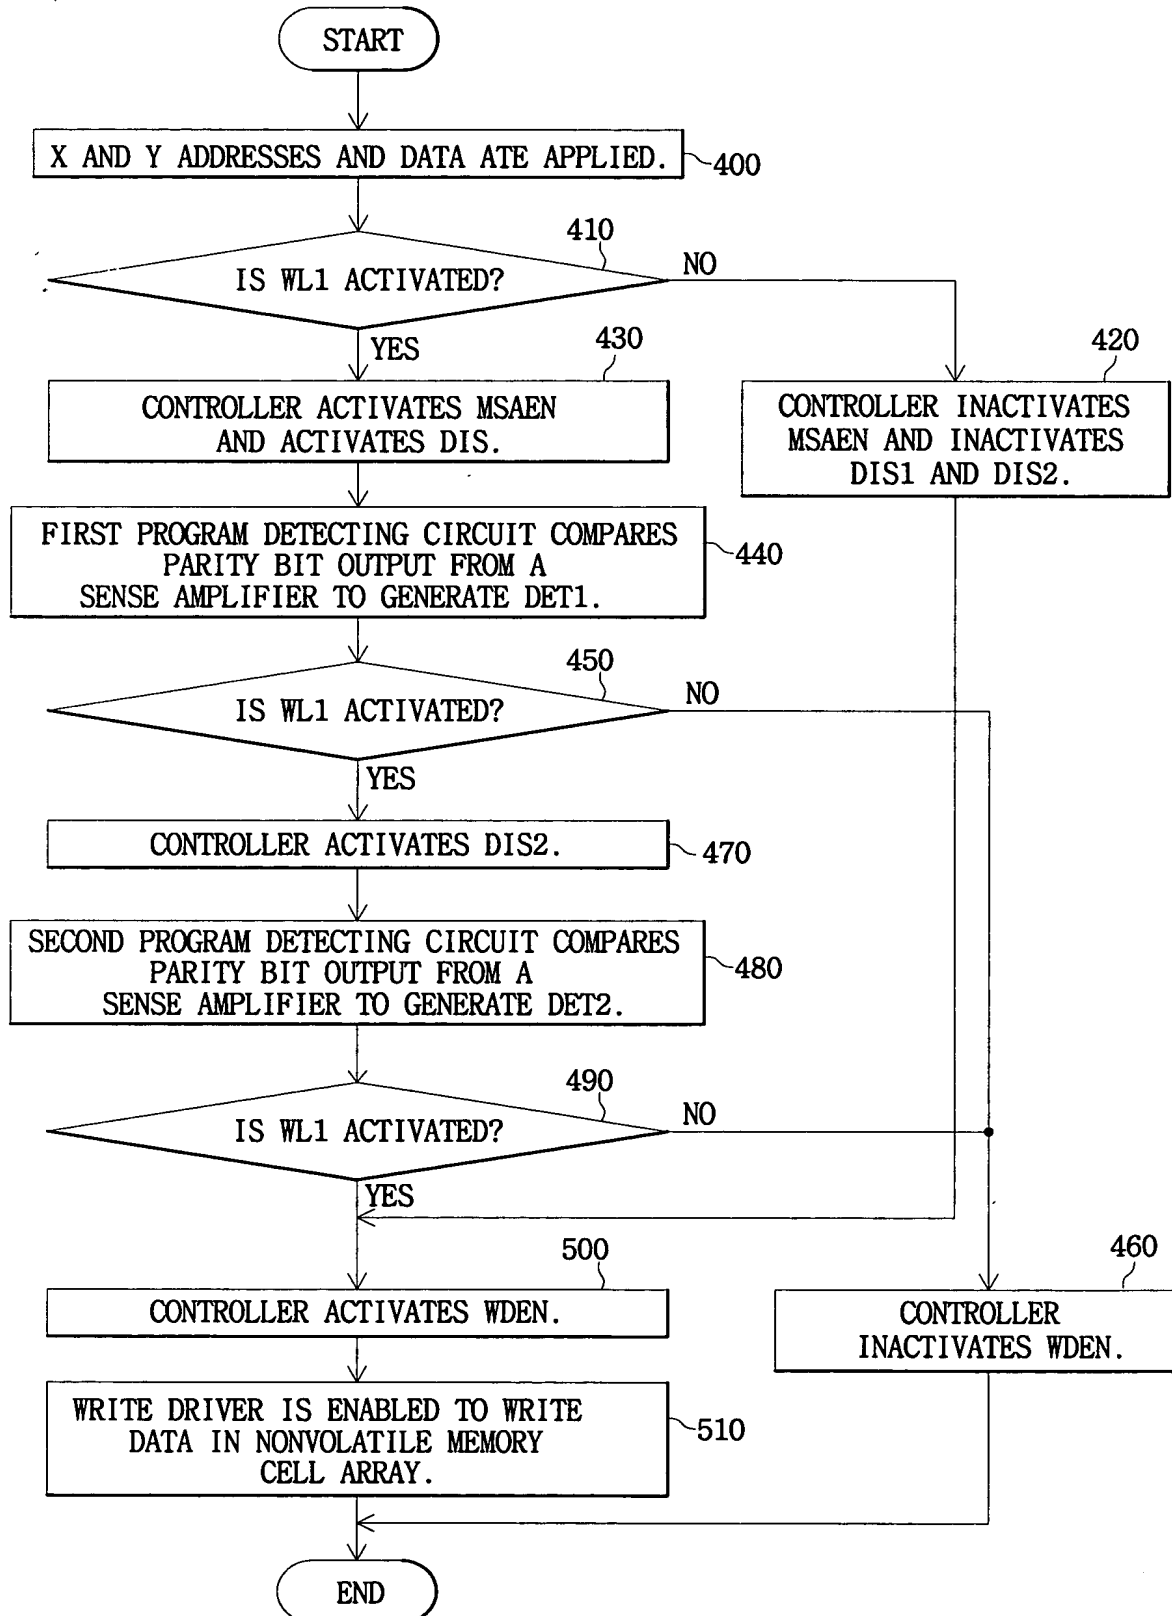 START
X AND Y ADDRESSES AND DATA ATE APPLIED.
400
410
IS WL1 ACTIVATED?
NO
YES
430
CONTROLLER ACTIVATES MSAEN
AND ACTIVATES DIS.
420
CONTROLLER INACTIVATES
MSAEN AND INACTIVATES
DIS1 AND DIS2.
FIRST PROGRAM DETECTING CIRCUIT COMPARES
PARITY BIT OUTPUT FROM A
SENSE AMPLIFIER TO GENERATE DET1.
440
450
IS WL1 ACTIVATED?
NO
YES
CONTROLLER ACTIVATES DIS2.
470
SECOND PROGRAM DETECTING CIRCUIT COMPARES
PARITY BIT OUTPUT FROM A
SENSE AMPLIFIER TO GENERATE DET2.
480
490
IS WL1 ACTIVATED?
NO
YES
500
CONTROLLER ACTIVATES WDEN.
460
CONTROLLER
INACTIVATES WDEN.
WRITE DRIVER IS ENABLED TO WRITE
DATA IN NONVOLATILE MEMORY
CELL ARRAY.
510
END